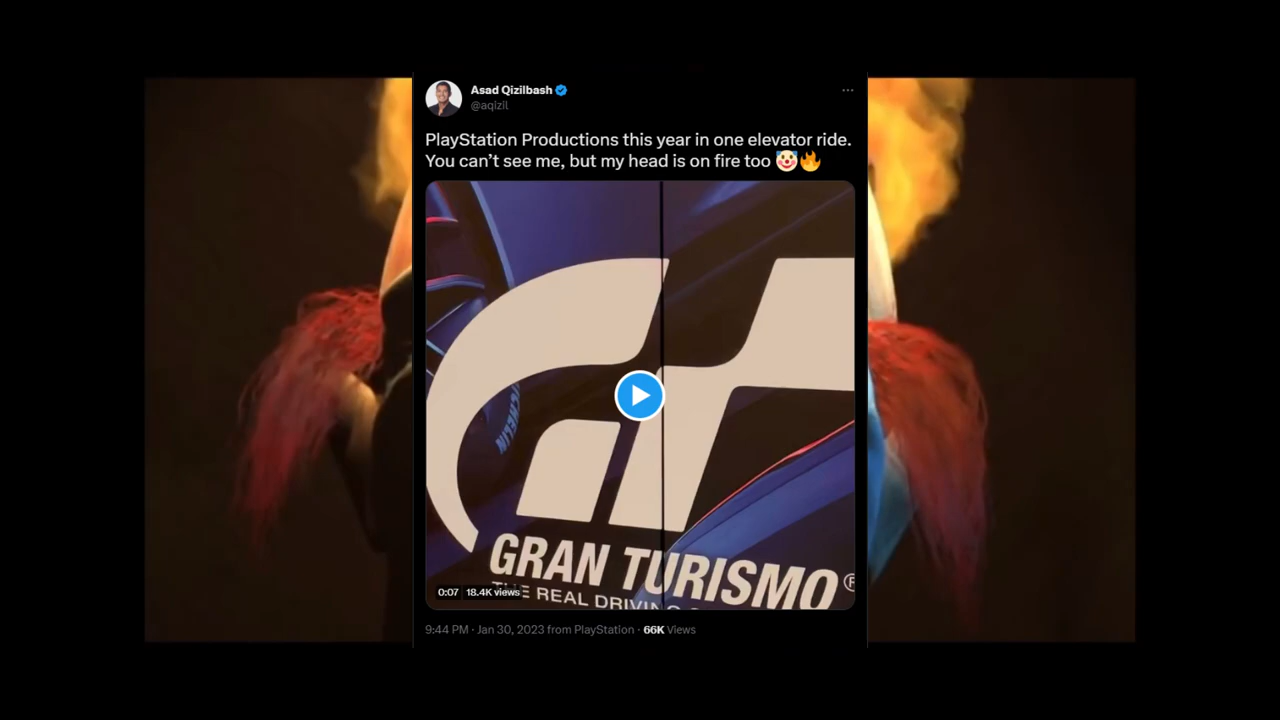 Asad Qizilbash
@aqizil
PlayStation Productions this year in one elevator ride.
You can’t see me, but my head is on fire too 🤡🔥
MICHELIN
GRAN TURISMO®
THE REAL DRIVING
0:07 18.4K views
9:44 PM · Jan 30, 2023 from PlayStation · 66K Views